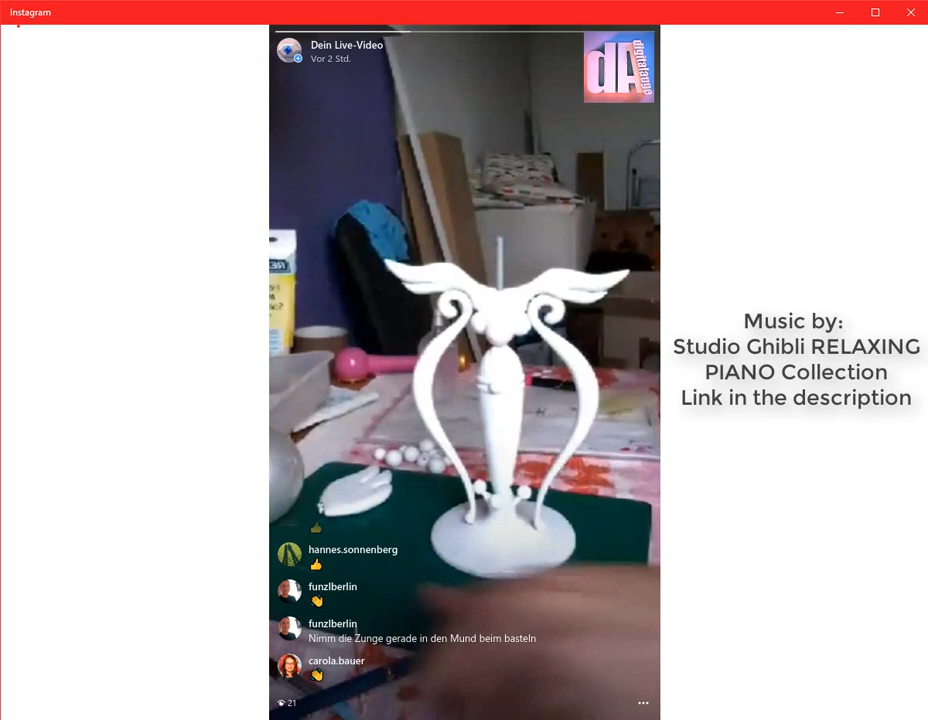 Instagram
Dein Live-Video
Vor 2 Std.
dA
digitalange
Music by:
Studio Ghibli RELAXING
PIANO Collection
Link in the description
hannes.sonnenberg
👍
funzlberlin
👏
funzlberlin
Nimm die Zunge gerade in den Mund beim basteln
carola.bauer
👏
21